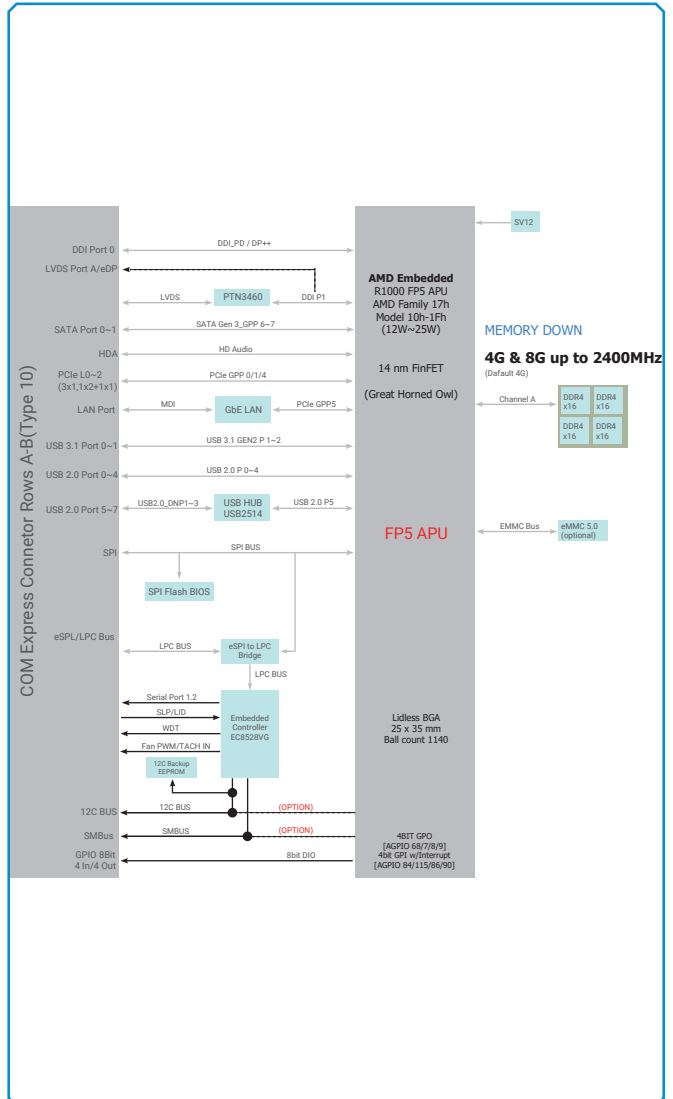 COM Express Connetor Rows A-B(Type 10)
DDI Port 0
DDI_PD / DP++
LVDS Port A/eDP
LVDS
PTN3460
DDI P1
SATA Port 0~1
SATA Gen 3_GPP 6~7
HDA
HD Audio
PCIe L0~2
(3x1,1x2+1x1)
PCIe GPP 0/1/4
LAN Port
MDI
GbE LAN
PCIe GPP5
USB 3.1 Port 0~1
USB 3.1 GEN2 P 1~2
USB 2.0 Port 0~4
USB 2.0 P 0~4
USB 2.0 Port 5~7
USB2.0_DNP1~3
USB HUB
USB2514
USB 2.0 P5
SPI
SPI BUS
SPI Flash BIOS
eSPL/LPC Bus
LPC BUS
eSPI to LPC
Bridge
LPC BUS
Serial Port 1.2
SLP/LID
WDT
Fan PWM/TACH IN
Embedded
Controller
EC8528VG
12C Backup
EEPROM
12C BUS
12C BUS
(OPTION)
SMBus
SMBUS
(OPTION)
GPIO 8Bit
4 In/4 Out
8bit DIO
AMD Embedded
R1000 FP5 APU
AMD Family 17h
Model 10h-1Fh
(12W~25W)
14 nm FinFET
(Great Horned Owl)
FP5 APU
Lidless BGA
25 x 35 mm
Ball count 1140
4BIT GPO
[AGPIO 68/7/8/9]
4bit GPI w/Interrupt
[AGPIO 84/115/86/90]
SV12
MEMORY DOWN
4G & 8G up to 2400MHz
(Dafault 4G)
Channel A
DDR4
x16
DDR4
x16
DDR4
x16
DDR4
x16
EMMC Bus
eMMC 5.0
(optional)